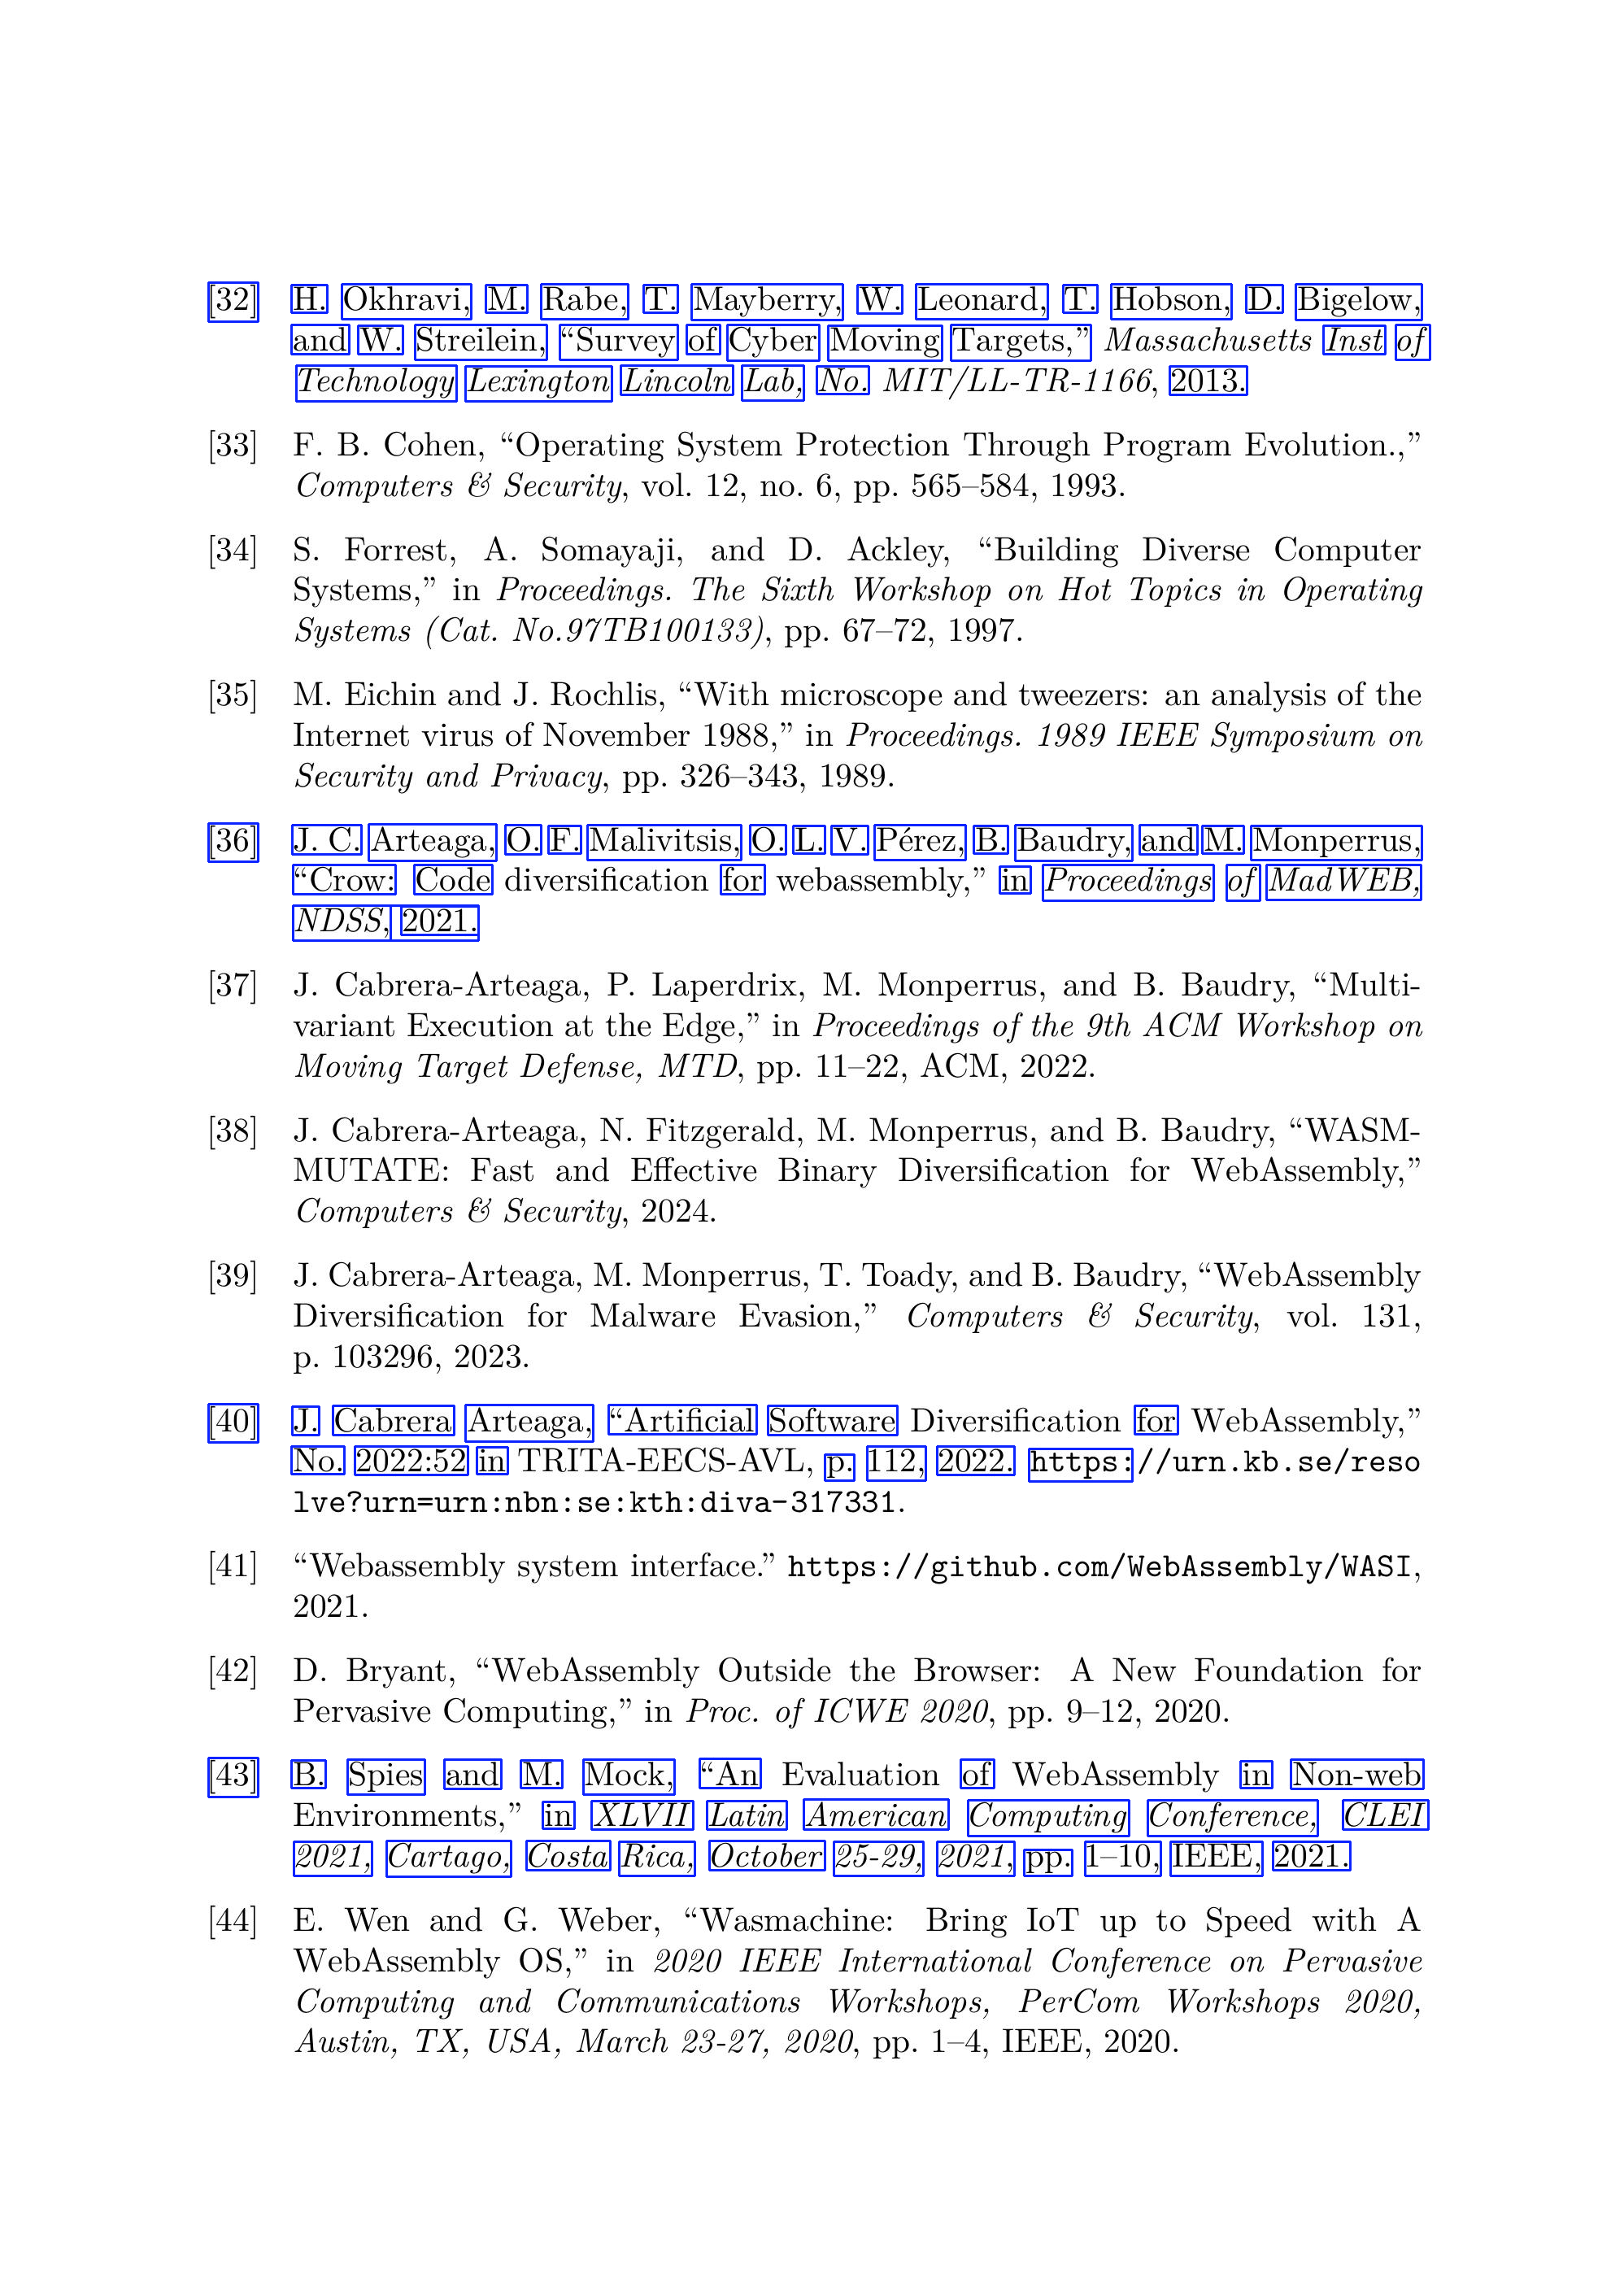 [32] H. Okhravi, M. Rabe, T. Mayberry, W. Leonard, T. Hobson, D. Bigelow,
and W. Streilein, “Survey of Cyber Moving Targets,” Massachusetts Inst of
Technology Lexington Lincoln Lab, No. MIT/LL-TR-1166, 2013.
[33] F. B. Cohen, “Operating System Protection Through Program Evolution.,”
Computers & Security, vol. 12, no. 6, pp. 565–584, 1993.
[34] S. Forrest, A. Somayaji, and D. Ackley, “Building Diverse Computer
Systems,” in Proceedings. The Sixth Workshop on Hot Topics in Operating
Systems (Cat. No.97TB100133), pp. 67–72, 1997.
[35] M. Eichin and J. Rochlis, “With microscope and tweezers: an analysis of the
Internet virus of November 1988,” in Proceedings. 1989 IEEE Symposium on
Security and Privacy, pp. 326–343, 1989.
[36] J. C. Arteaga, O. F. Malivitsis, O. L. V. Pérez, B. Baudry, and M. Monperrus,
“Crow: Code diversification for webassembly,” in Proceedings of MadWEB,
NDSS, 2021.
[37] J. Cabrera-Arteaga, P. Laperdrix, M. Monperrus, and B. Baudry, “Multi-
variant Execution at the Edge,” in Proceedings of the 9th ACM Workshop on
Moving Target Defense, MTD, pp. 11–22, ACM, 2022.
[38] J. Cabrera-Arteaga, N. Fitzgerald, M. Monperrus, and B. Baudry, “WASM-
MUTATE: Fast and Effective Binary Diversification for WebAssembly,”
Computers & Security, 2024.
[39] J. Cabrera-Arteaga, M. Monperrus, T. Toady, and B. Baudry, “WebAssembly
Diversification for Malware Evasion,” Computers & Security, vol. 131,
p. 103296, 2023.
[40] J. Cabrera Arteaga, “Artificial Software Diversification for WebAssembly,”
No. 2022:52 in TRITA-EECS-AVL, p. 112, 2022. https://urn.kb.se/reso
lve?urn=urn:nbn:se:kth:diva-317331.
[41] “Webassembly system interface.” https://github.com/WebAssembly/WASI,
2021.
[42] D. Bryant, “WebAssembly Outside the Browser: A New Foundation for
Pervasive Computing,” in Proc. of ICWE 2020, pp. 9–12, 2020.
[43] B. Spies and M. Mock, “An Evaluation of WebAssembly in Non-web
Environments,” in XLVII Latin American Computing Conference, CLEI
2021, Cartago, Costa Rica, October 25-29, 2021, pp. 1–10, IEEE, 2021.
[44] E. Wen and G. Weber, “Wasmachine: Bring IoT up to Speed with A
WebAssembly OS,” in 2020 IEEE International Conference on Pervasive
Computing and Communications Workshops, PerCom Workshops 2020,
Austin, TX, USA, March 23-27, 2020, pp. 1–4, IEEE, 2020.